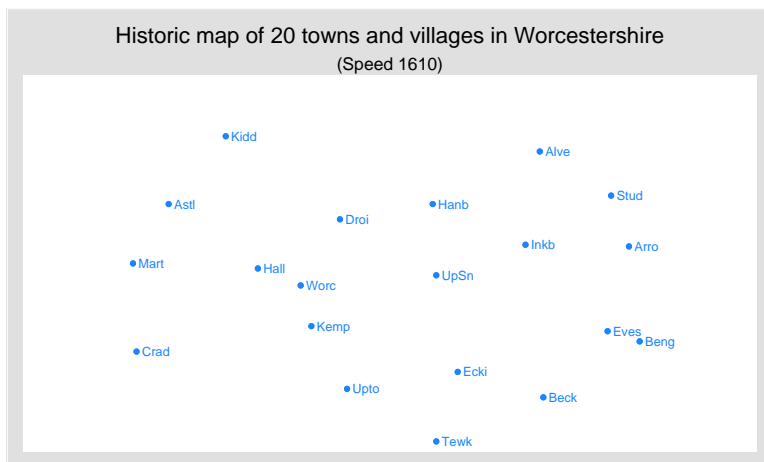 Historic map of 20 towns and villages in Worcestershire
(Speed 1610)
Kidd
Alve
Stud
Astl
Hanb
Droi
Inkb
Arro
Mart
Hall
UpSn
Worc
Kemp
Eves
Beng
Crad
Ecki
Upto
Beck
Tewk